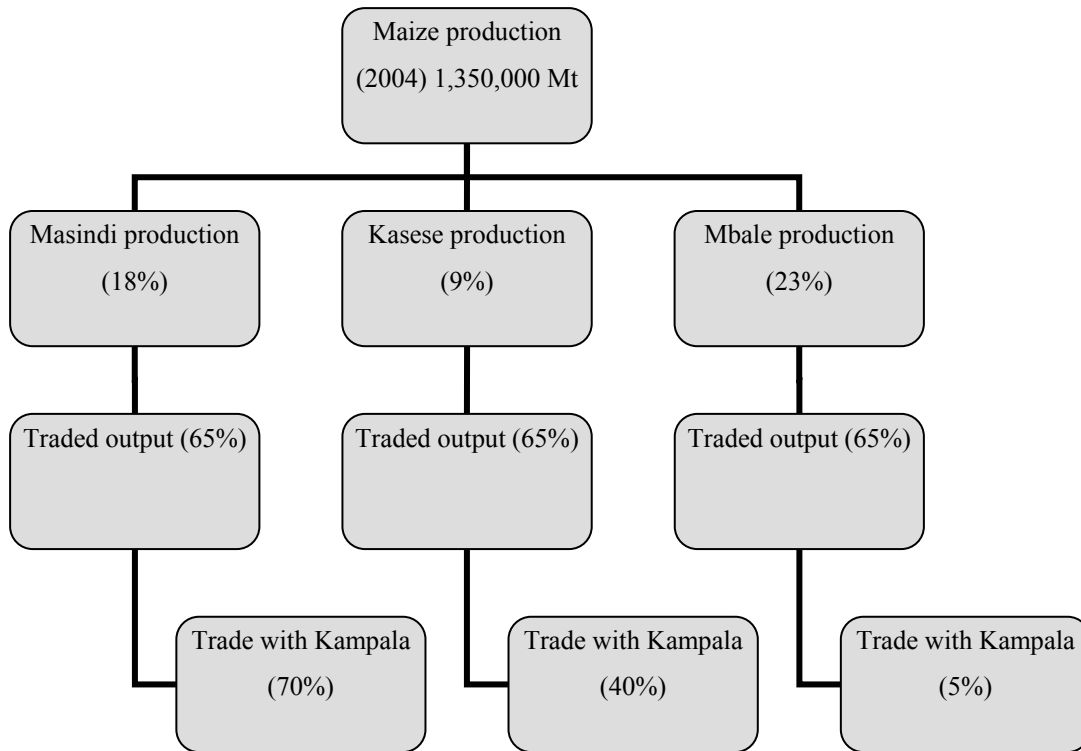 Maize production
(2004) 1,350,000 Mt
Masindi production
(18%)
Kasese production
(9%)
Mbale production
(23%)
Traded output (65%)
Traded output (65%)
Traded output (65%)
Trade with Kampala
(70%)
Trade with Kampala
(40%)
Trade with Kampala
(5%)